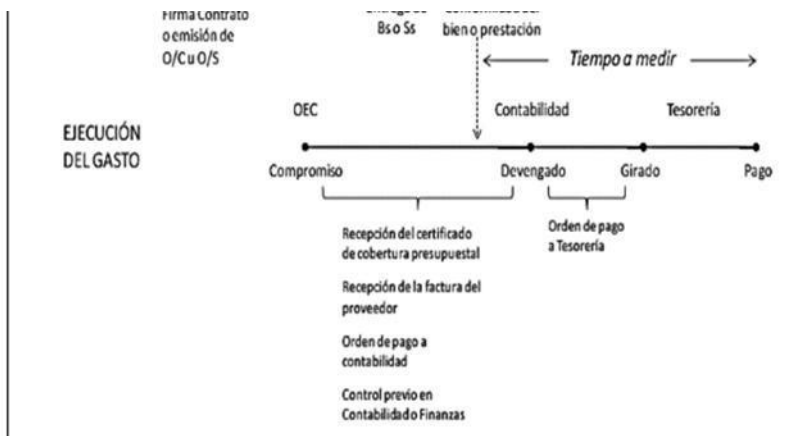 Firma Contrato
o emisión de
O/C u O/S
Bs o Ss
bien o prestación
Tiempo a medir
OEC
Contabilidad
Tesorería
EJECUCIÓN
DEL GASTO
Compromiso
Devengado
Girado
Pago
Recepción del certificado
de cobertura presupuestal
Recepción de la factura del
proveedor
Orden de pago a
contabilidad
Control previo en
Contabilidad o Finanzas
Orden de pago
a Tesorería